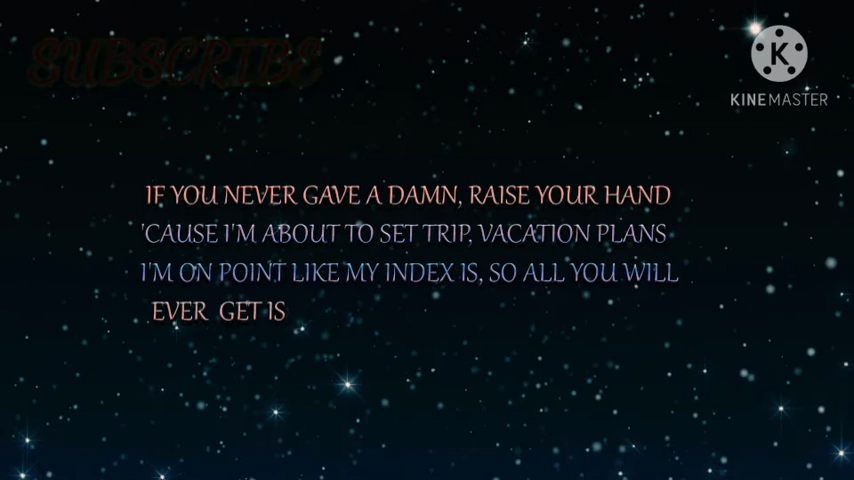 SUBSCRIBE
KINEMASTER
IF YOU NEVER GAVE A DAMN, RAISE YOUR HAND
'CAUSE I'M ABOUT TO SET TRIP, VACATION PLANS
I'M ON POINT LIKE MY INDEX IS, SO ALL YOU WILL
EVER GET IS